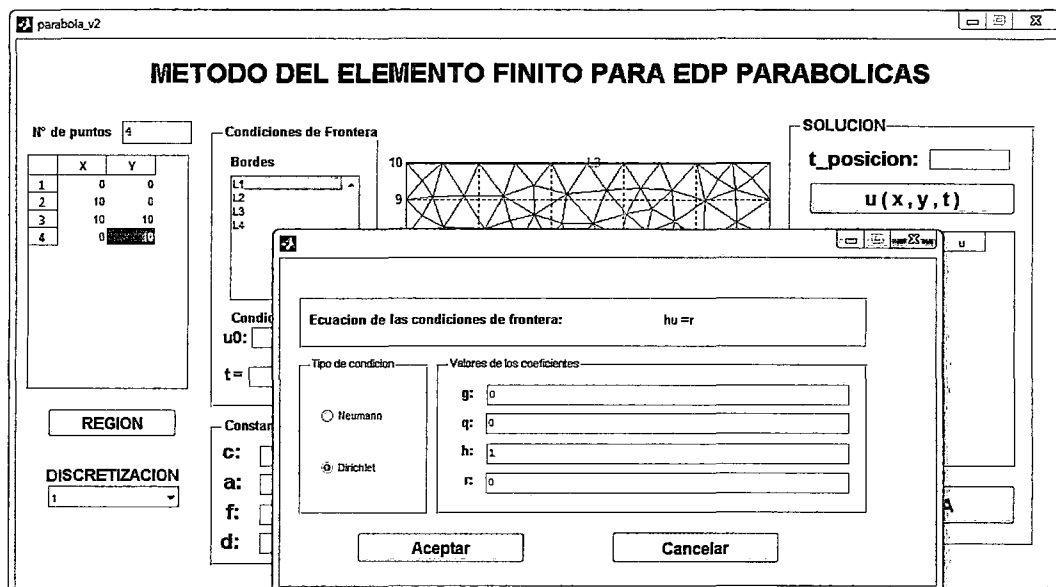 parabola_v2
METODO DEL ELEMENTO FINITO PARA EDP PARABOLICAS
N° de puntos 4
X Y
1 0 0
2 10 0
3 10 10
4 0 10
REGION
DISCRETIZACION
1
Condiciones de Frontera
Bordes
L1
L2
L3
L4
Condic
u0:
t=
Constan
c:
a:
f:
d:
10
9
L3
SOLUCION
t_posicion:
u(x,y,t)
u
A
Ecuacion de las condiciones de frontera: hu=r
Tipo de condicion
Neumann
Dirichlet
Valores de los coeficientes
g: 0
q: 0
h: 1
r: 0
Aceptar
Cancelar